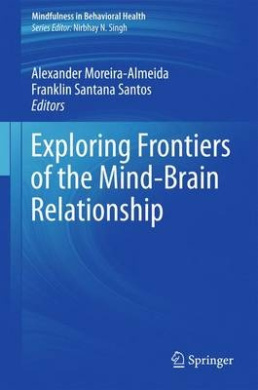 Mindfulness in Behavioral Health
Series Editor: Nirbhay N. Singh
Alexander Moreira-Almeida
Franklin Santana Santos
Editors
Exploring Frontiers
of the Mind-Brain
Relationship
Springer